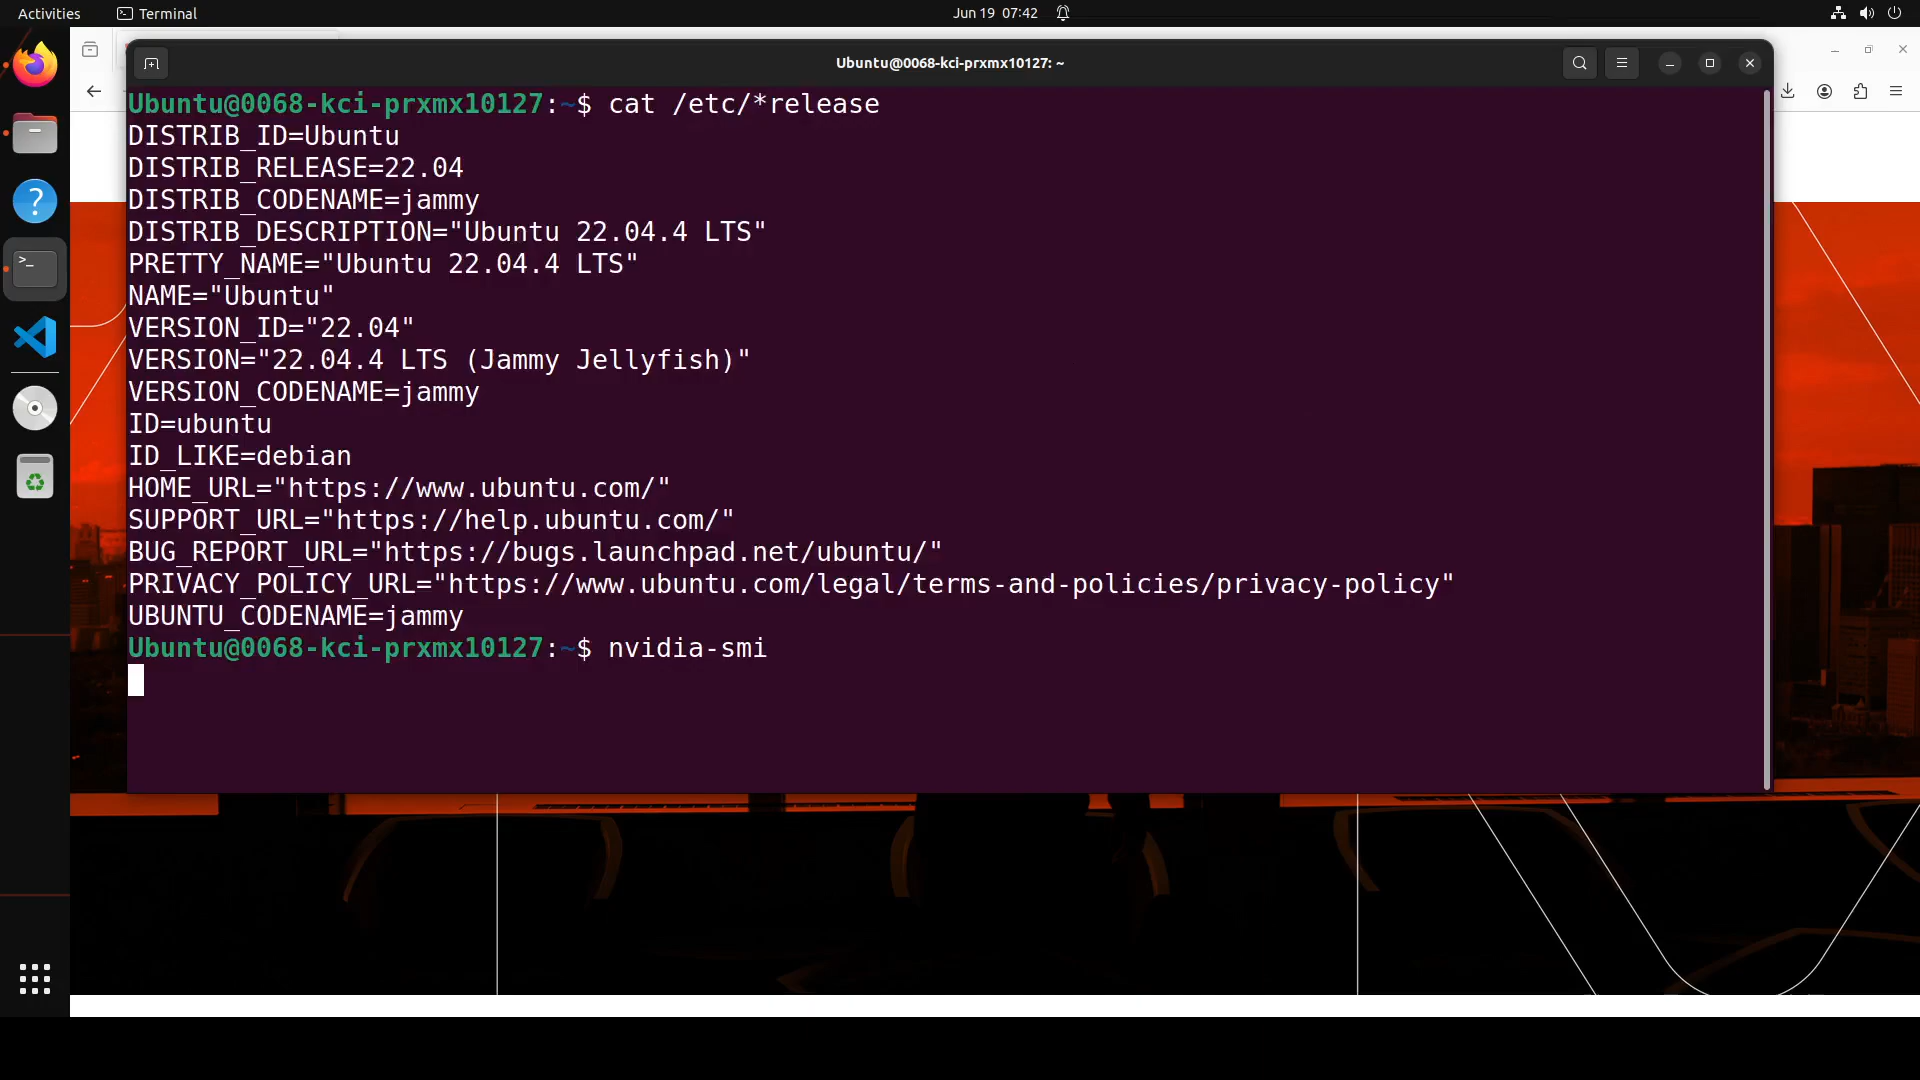 Activities
Terminal
Jun 19 07:42
Ubuntu@0068-kci-prxmx10127: ~
Ubuntu@0068-kci-prxmx10127:~$ cat /etc/*release
DISTRIB_ID=Ubuntu
DISTRIB_RELEASE=22.04
DISTRIB_CODENAME=jammy
DISTRIB_DESCRIPTION="Ubuntu 22.04.4 LTS"
PRETTY_NAME="Ubuntu 22.04.4 LTS"
NAME="Ubuntu"
VERSION_ID="22.04"
VERSION="22.04.4 LTS (Jammy Jellyfish)"
VERSION_CODENAME=jammy
ID=ubuntu
ID_LIKE=debian
HOME_URL="https://www.ubuntu.com/"
SUPPORT_URL="https://help.ubuntu.com/"
BUG_REPORT_URL="https://bugs.launchpad.net/ubuntu/"
PRIVACY_POLICY_URL="https://www.ubuntu.com/legal/terms-and-policies/privacy-policy"
UBUNTU_CODENAME=jammy
Ubuntu@0068-kci-prxmx10127:~$ nvidia-smi